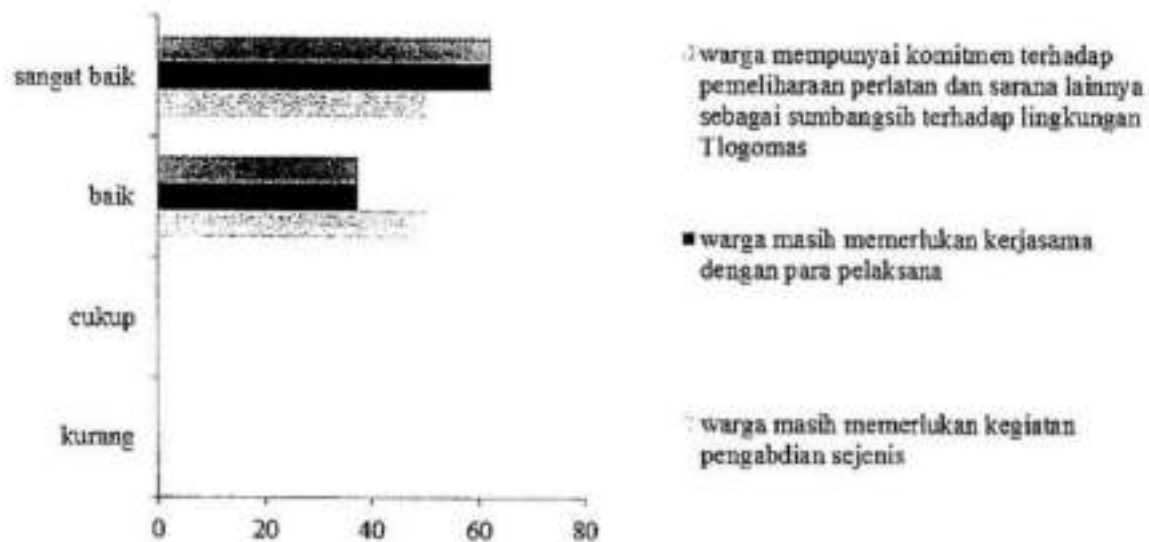 sangat baik
baik
cukup
kurang
0 20 40 60 80
warga mempunyai komitmen terhadap
pemeliharaan perlatan dan sarana lainnya
sebagai sumbangsih terhadap lingkungan
Tlogomas
warga masih memerlukan kerjasama
dengan para pelaksana
warga masih memerlukan kegiatan
pengabdian sejenis